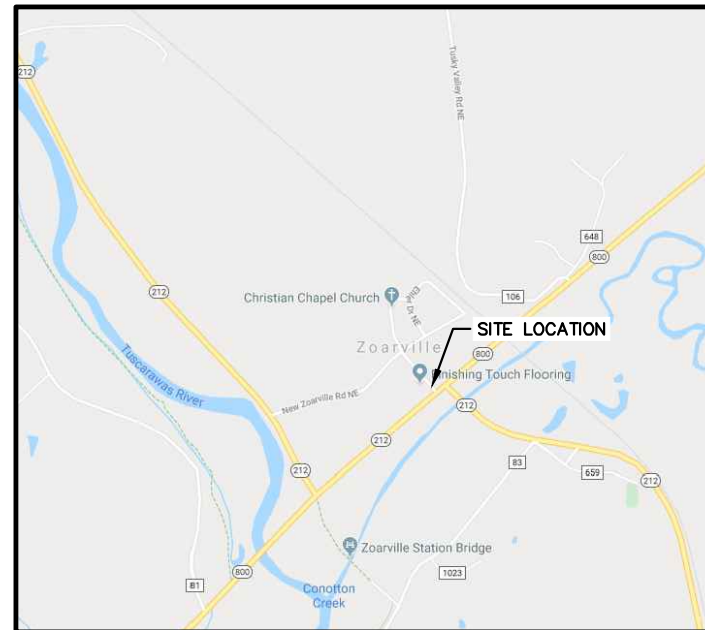 212
Tusky Valley Rd NE
648
800
212
106
Christian Chapel Church
Ehle Dr NE
SITE LOCATION
Zoarville
800
Finishing Touch Flooring
Tuscarawas River
New Zoarville Rd NE
212
212
83
659
212
212
Zoarville Station Bridge
800
1023
81
Conotton
Creek